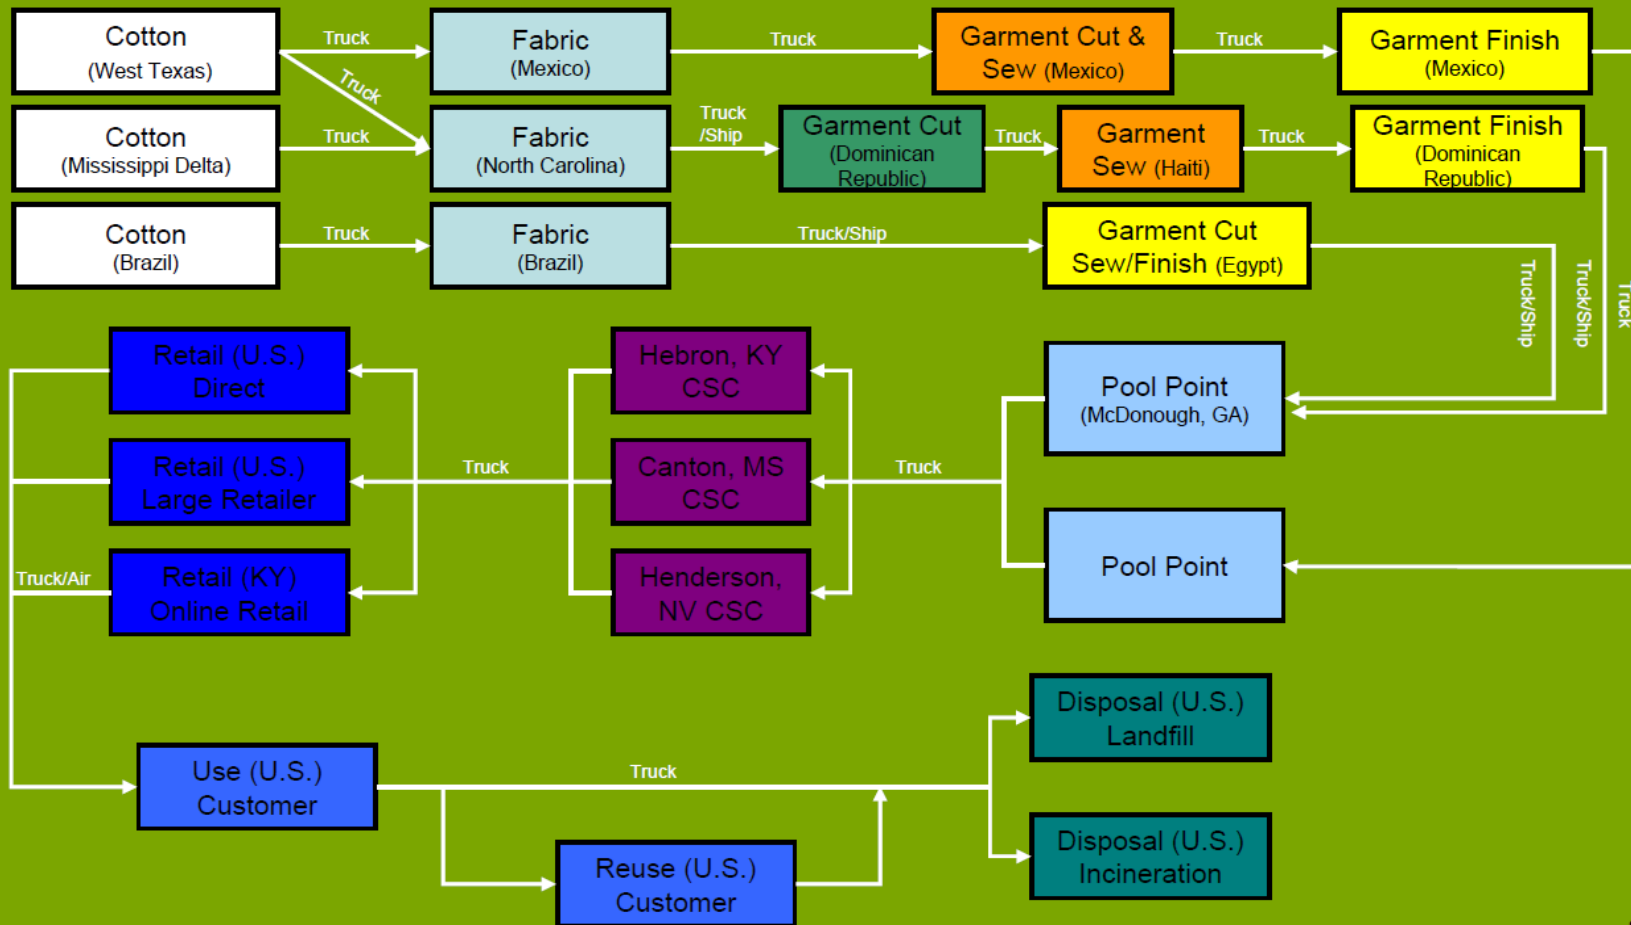 Cotton
(West Texas)
Truck
Truck
Fabric
(Mexico)
Truck
Garment Cut &
Sew (Mexico)
Truck
Garment Finish
(Mexico)
Cotton
(Mississippi Delta)
Truck
Fabric
(North Carolina)
Truck
/Ship
Garment Cut
(Dominican
Republic)
Truck
Garment
Sew (Haiti)
Truck
Garment Finish
(Dominican
Republic)
Cotton
(Brazil)
Truck
Fabric
(Brazil)
Truck/Ship
Garment Cut
Sew/Finish (Egypt)
Truck/Ship
Truck/Ship
Truck
Retail (U.S.)
Direct
Hebron, KY
CSC
Pool Point
(McDonough, GA)
Retail (U.S.)
Large Retailer
Truck
Canton, MS
CSC
Truck
Truck/Air
Retail (KY)
Online Retail
Henderson,
NV CSC
Pool Point
Use (U.S.)
Customer
Truck
Disposal (U.S.)
Landfill
Reuse (U.S.)
Customer
Disposal (U.S.)
Incineration